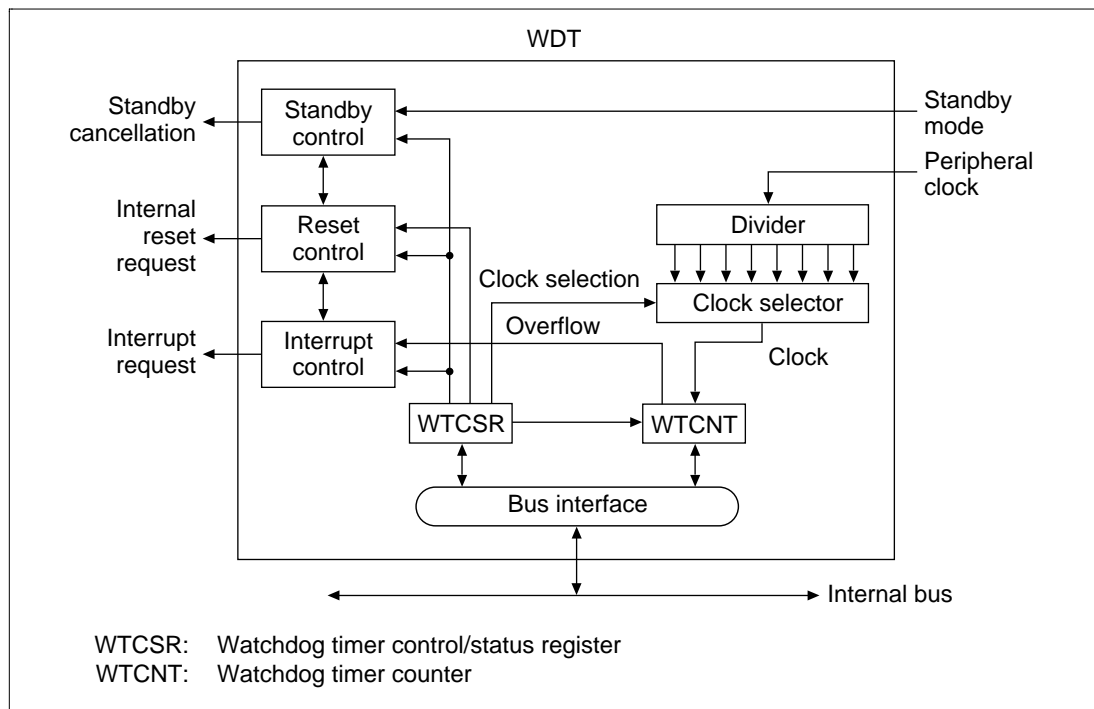 WDT
Standby
cancellation
Standby
control
Standby
mode
Peripheral
clock
Internal
reset
request
Reset
control
Divider
Clock selection
Clock selector
Interrupt
request
Interrupt
control
Overflow
Clock
WTCSR
WTCNT
Bus interface
Internal bus
WTCSR: Watchdog timer control/status register
WTCNT: Watchdog timer counter